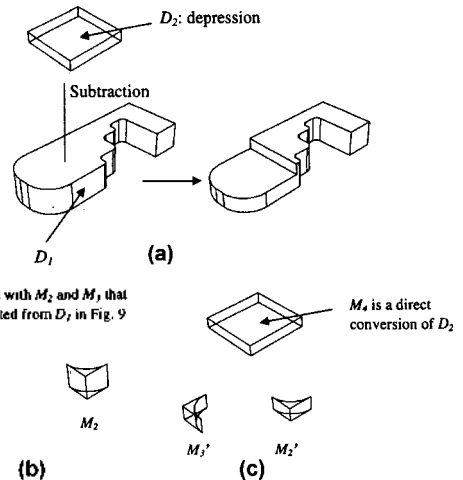 D₂: depression
Subtraction
D₁
(a)
with M₂ and M₃ that
ted from D₁ in Fig. 9
M₄ is a direct
conversion of D₂
M₂
M₃'
M₂'
(b)
(c)